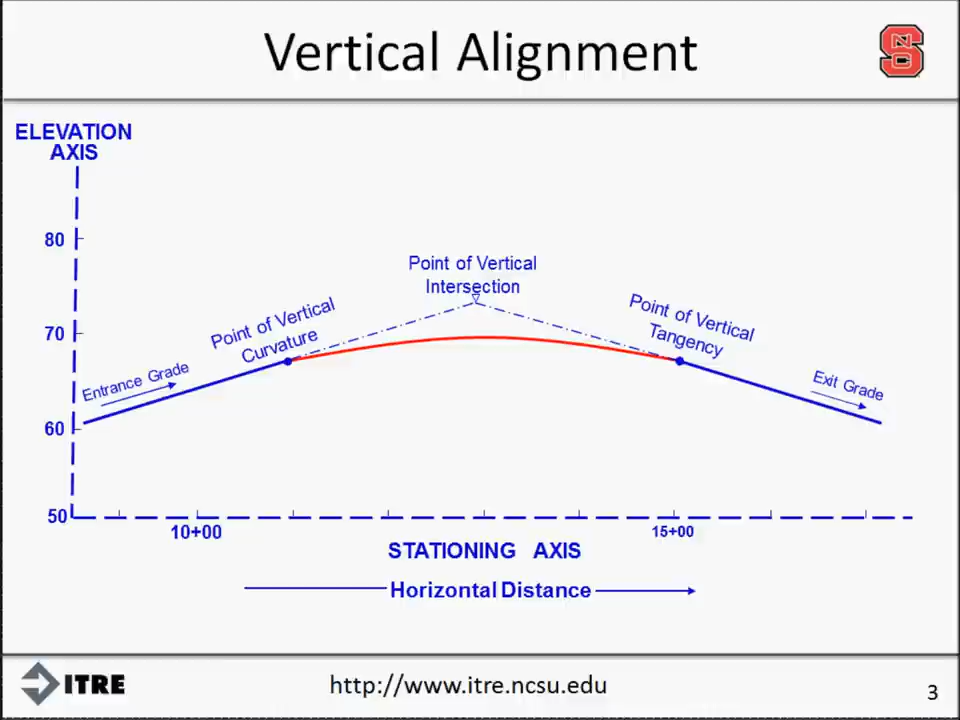 Vertical Alignment
NC
S
ELEVATION
AXIS
80
70
60
50
Point of Vertical
Intersection
Point of Vertical
Curvature
Point of Vertical
Tangency
Entrance Grade
Exit Grade
10+00
15+00
STATIONING AXIS
Horizontal Distance
ITRE
http://www.itre.ncsu.edu
3